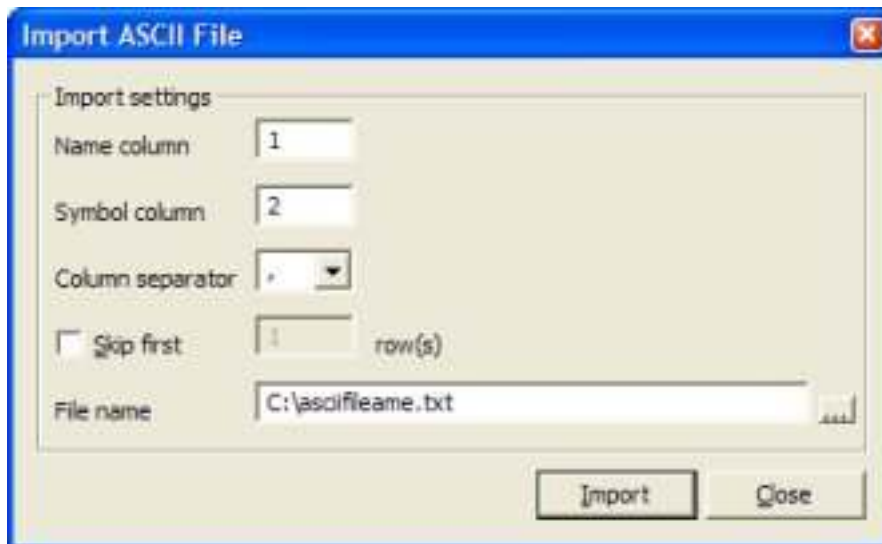 Import ASCII File
Import settings
Name column 1
Symbol column 2
Column separator ,
Skip first 1 row(s)
File name C:\asciifileame.txt ...
Import Close